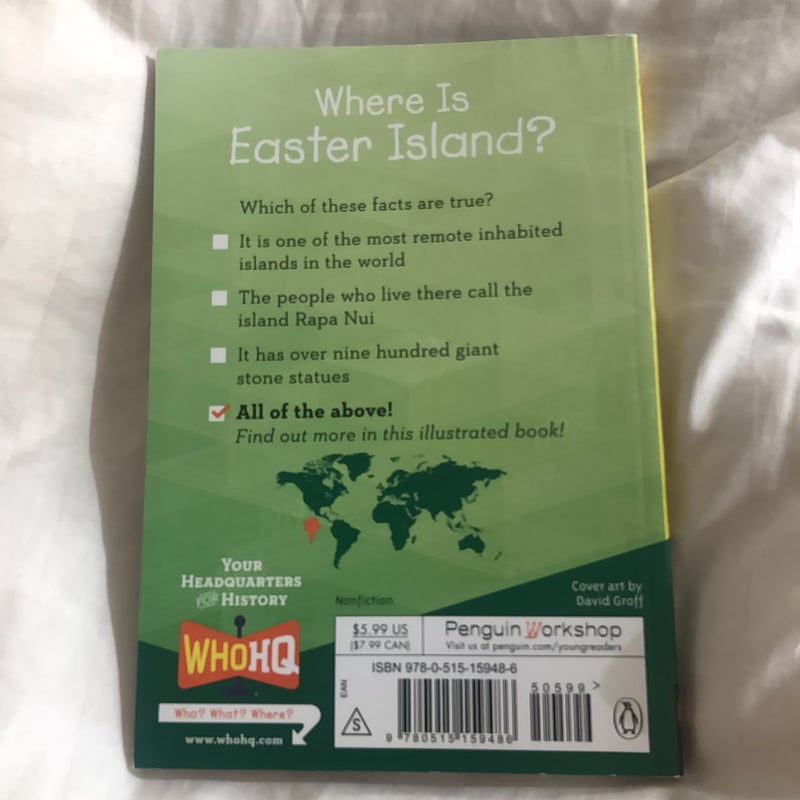 Where Is
Easter Island?
Which of these facts are true?
It is one of the most remote inhabited
islands in the world
The people who live there call the
island Rapa Nui
It has over nine hundred giant
stone statues
All of the above!
Find out more in this illustrated book!
YOUR
HEADQUARTERS
FOR HISTORY
WHOHQ
Who? What? Where?
www.whohq.com
Nonfiction
Cover art by
David Groff
$5.99 US
($7.99 CAN)
Penguin Workshop
Visit us at penguin.com/youngreaders
ISBN 978-0-515-15948-6
EAN
S
50599>
9 780515 159486